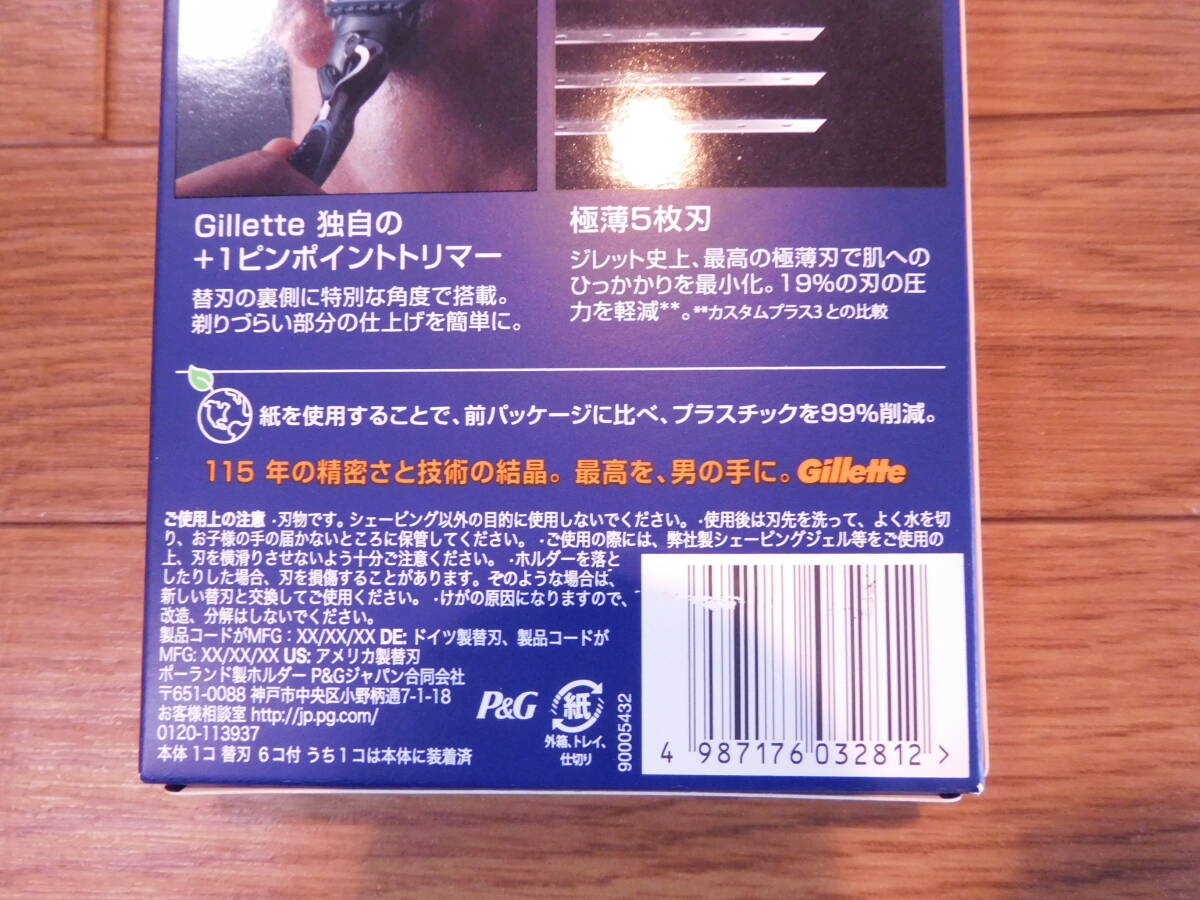 Gillette 独自の
+1ピンポイントトリマー
替刃の裏側に特別な角度で搭載。
剃りづらい部分の仕上げを簡単に。
極薄5枚刃
ジレット史上、最高の極薄刃で肌への
ひっかかりを最小化。19%の刃の圧
力を軽減**。**カスタムプラス3 との比較
紙を使用することで、前パッケージに比べ、プラスチックを99%削減。
115 年の精密さと技術の結晶。最高を、男の手に。Gillette
ご使用上の注意 ・刃物です。シェービング以外の目的に使用しないでください。・使用後は刃先を洗って、よく水を切
り、お子様の手の届かないところに保管してください。・ご使用の際には、弊社製シェービングジェル等をご使用の
上、刃を横滑りさせないよう十分ご注意ください。・ホルダーを落と
したりした場合、刃を損傷することがあります。そのような場合は、
新しい替刃と交換してご使用ください。・けがの原因になりますので、
改造、分解はしないでください。
製品コードがMFG：XX/XX/XX DE: ドイツ製替刃、製品コードが
MFG: XX/XX/XX US: アメリカ製替刃
ポーランド製ホルダー P&Gジャパン合同会社
〒651-0088 神戸市中央区小野柄通7-1-18
お客様相談室 http://jp.pg.com/
0120-113937
本体 1コ 替刃 6コ付 うち1コは本体に装着済
P&G
紙
外箱、トレイ、
仕切り
90005432
4 987176 032812 >